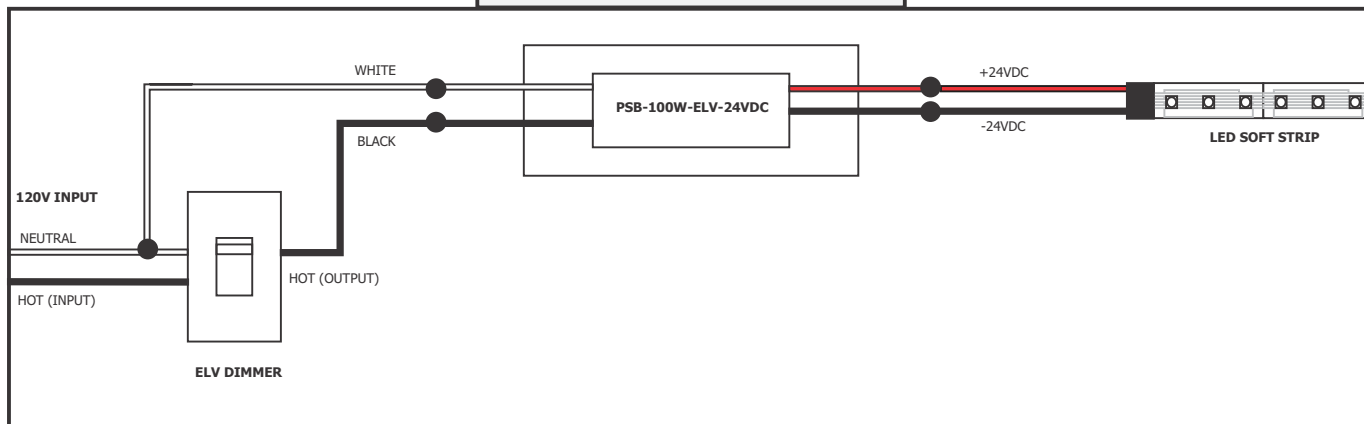 WHITE
+24VDC
PSB-100W-ELV-24VDC
BLACK
-24VDC
LED SOFT STRIP
120V INPUT
NEUTRAL
HOT (OUTPUT)
HOT (INPUT)
ELV DIMMER